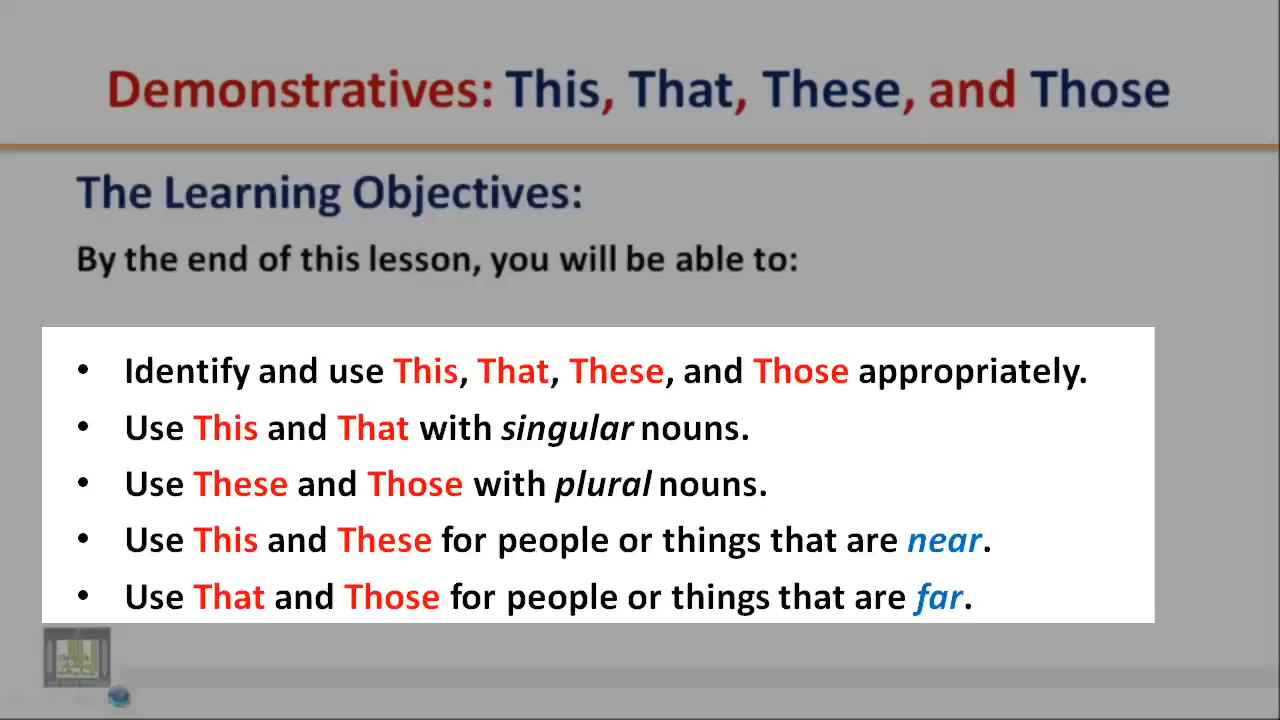 Demonstratives: This, That, These, and Those
The Learning Objectives:
By the end of this lesson, you will be able to:
• Identify and use This, That, These, and Those appropriately.
• Use This and That with singular nouns.
• Use These and Those with plural nouns.
• Use This and These for people or things that are near.
• Use That and Those for people or things that are far.